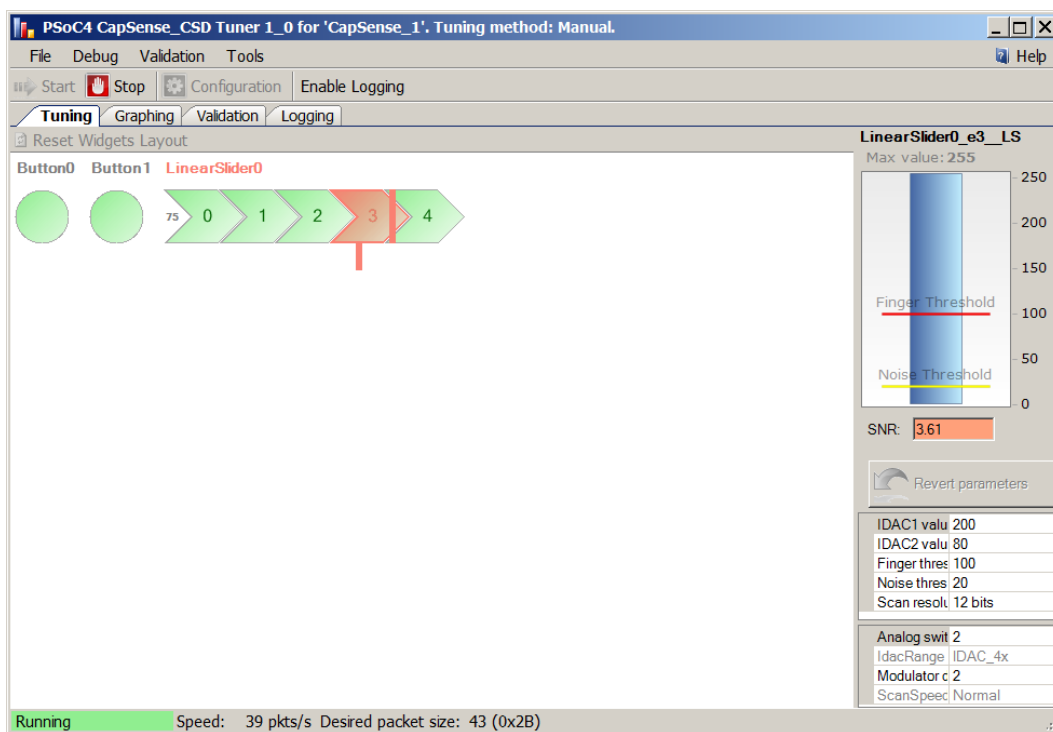 PSoC4 CapSense_CSD Tuner 1_0 for 'CapSense_1'. Tuning method: Manual.
File Debug Validation Tools Help
Start Stop Configuration Enable Logging
Tuning Graphing Validation Logging
Reset Widgets Layout
Button0 Button1 LinearSlider0
75 0 1 2 3 4
LinearSlider0_e3__LS
Max value: 255
250
200
150
Finger Threshold
100
50
Noise Threshold
0
SNR: 3.61
Revert parameters
IDAC1 valu 200
IDAC2 valu 80
Finger thres 100
Noise thres 20
Scan resolu 12 bits
Analog swit 2
IdacRange IDAC_4x
Modulator c 2
ScanSpeed Normal
Running Speed: 39 pkts/s Desired packet size: 43 (0x2B)